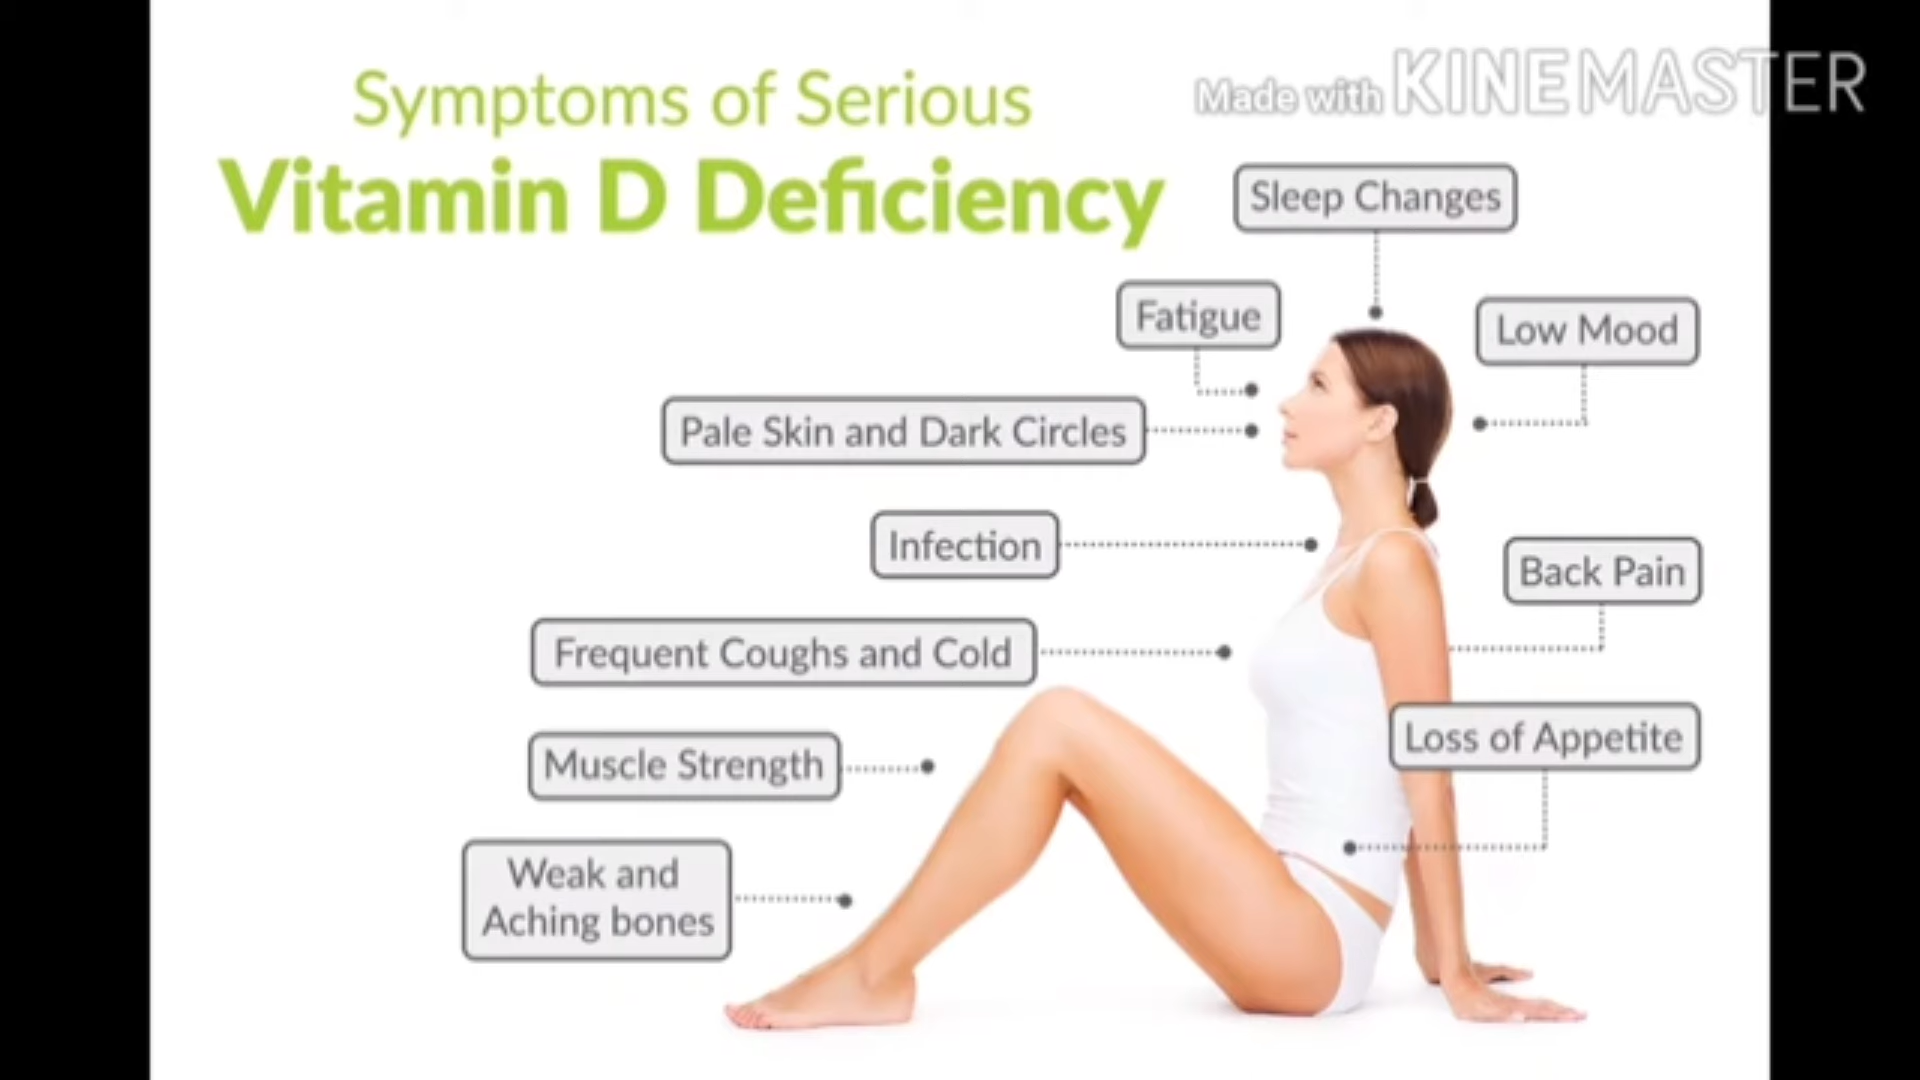 Symptoms of Serious
Vitamin D Deficiency
Made with KINEMASTER
Sleep Changes
Fatigue
Low Mood
Pale Skin and Dark Circles
Infection
Back Pain
Frequent Coughs and Cold
Loss of Appetite
Muscle Strength
Weak and
Aching bones